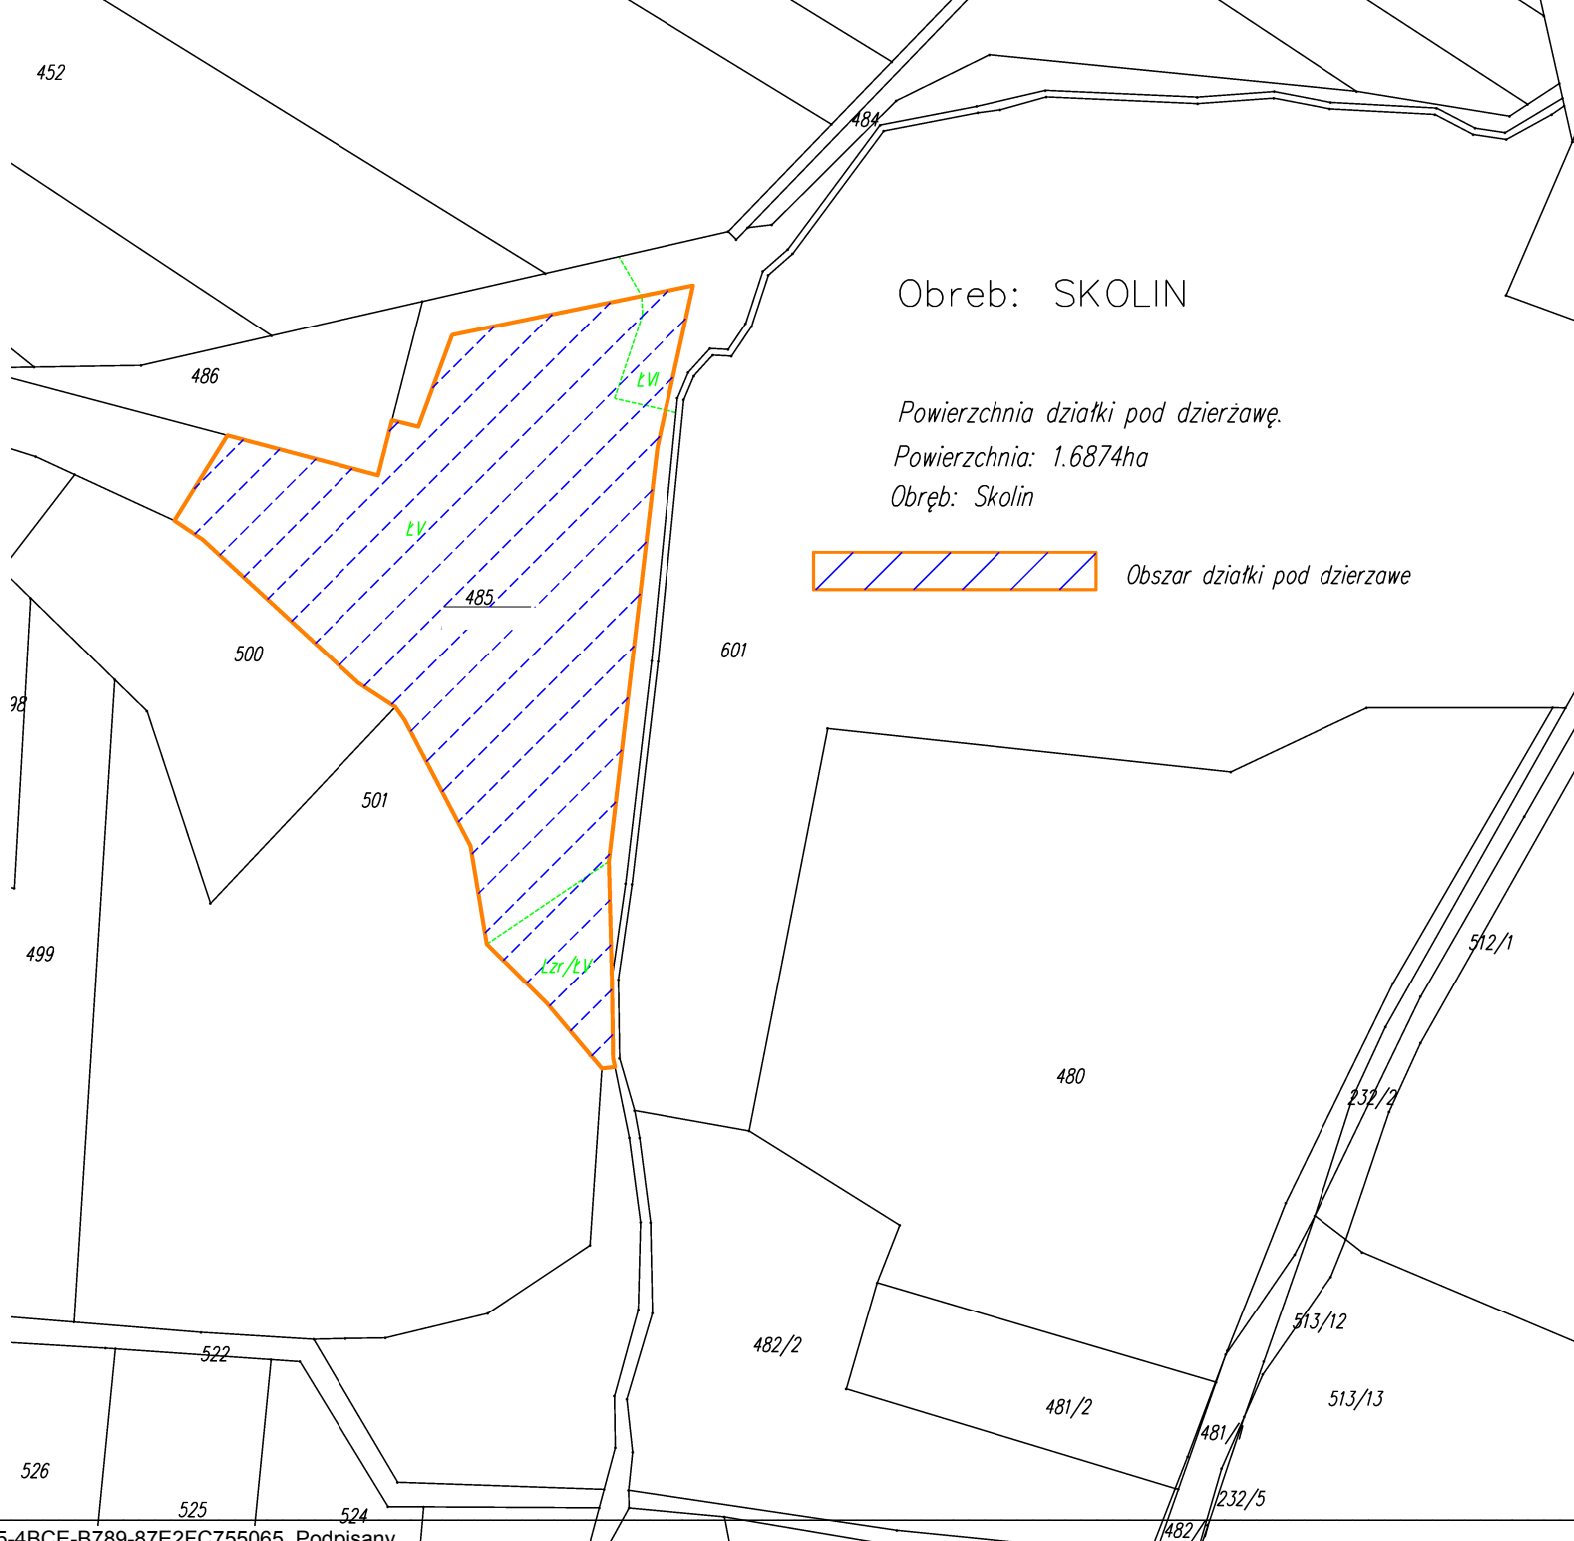 452
484
Obreb: SKOLIN
486
ŁVI
Powierzchnia działki pod dzierżawę.
Powierzchnia: 1.6874ha
Obręb: Skolin
ŁV
Obszar działki pod dzierzawe
485
500
601
98
501
499
Lzr/ŁV
512/1
480
232/2
513/12
522
482/2
513/13
481/2
481/1
526
232/5
525
524
482/
5-4BCE-B789-87E2FC755065. Podpisany